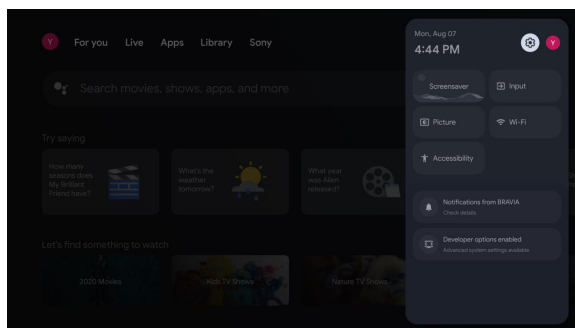 Y
For you
Live
Apps
Library
Sony
Search movies, shows, apps, and more
Try saying
How many
seasons does
My Brilliant
Friend have?
What's the
weather
tomorrow?
What year
was Alien
released?
Let's find something to watch
2020 Movies
Kids TV Shows
Nature TV Shows
Mon, Aug 07
4:44 PM
Y
Screensaver
Input
Picture
Wi-Fi
Accessibility
Notifications from BRAVIA
Check details
Developer options enabled
Advanced system settings available